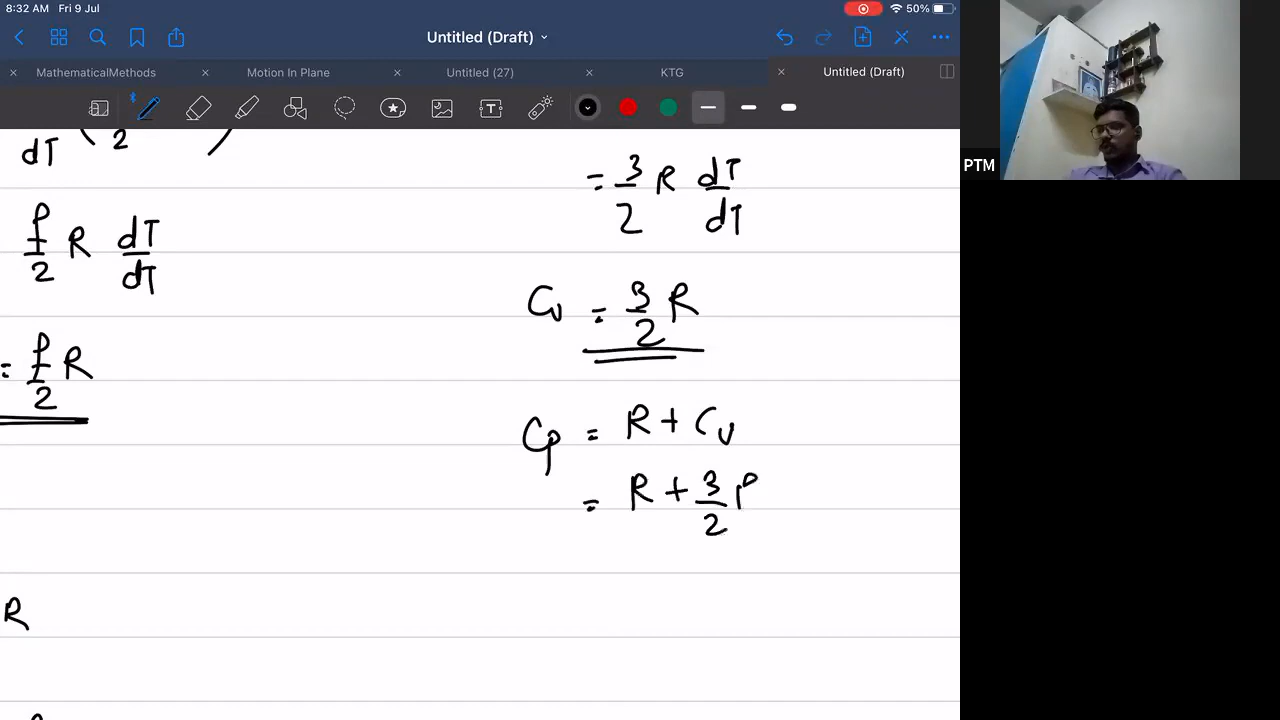 8:32 AM Fri 9 Jul
50%
Untitled (Draft)
MathematicalMethods
Motion In Plane
Untitled (27)
KTG
Untitled (Draft)
PTM
dT ( 2 )
f/2 R dT/dT
= f/2 R
R
= 3/2 R dT/dT
Cv = 3/2 R
Cp = R + Cv
= R + 3/2